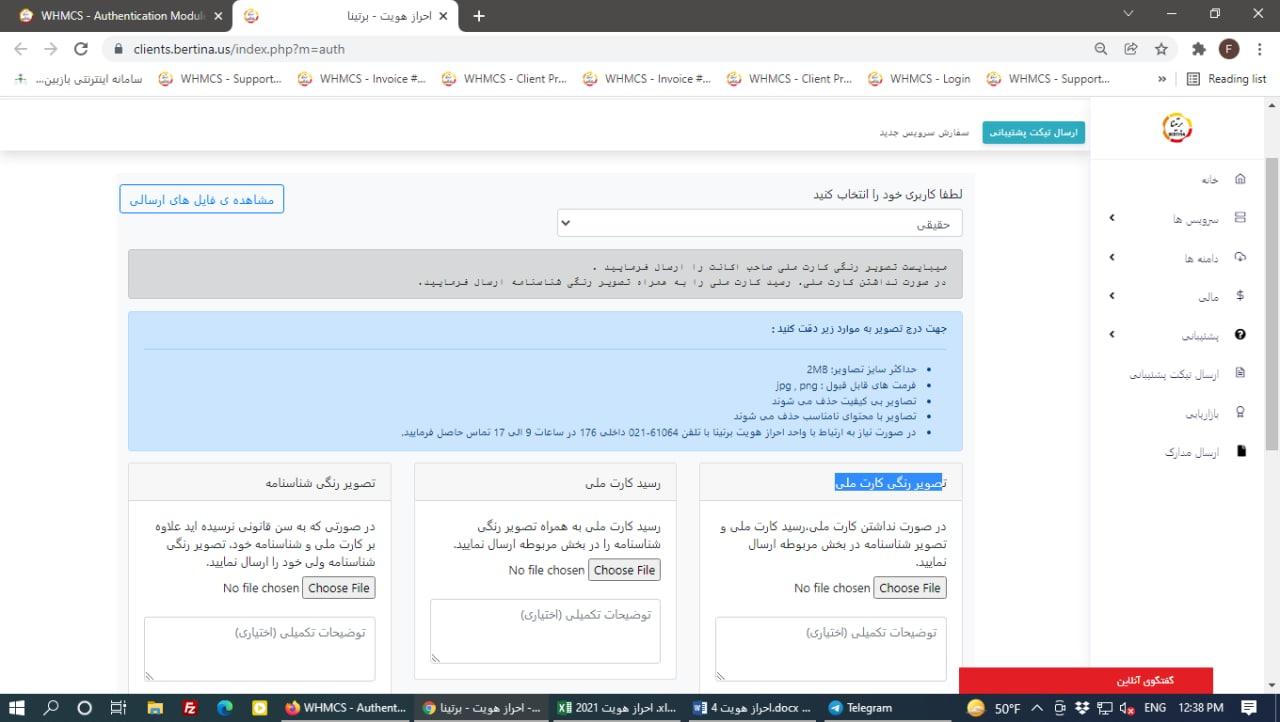 WHMCS - Authentication Modul
احراز هویت - برتینا
clients.bertina.us/index.php?m=auth
سامانه اینترنتی بازبین...
WHMCS - Support...
WHMCS - Invoice #...
WHMCS - Client Pr...
WHMCS - Invoice #...
WHMCS - Client Pr...
WHMCS - Login
WHMCS - Support...
»
Reading list
ارسال تیکت پشتیبانی
سفارش سرویس جدید
خانه
سرویس ها
دامنه ها
مالی
پشتیبانی
ارسال تیکت پشتیبانی
بازاریابی
ارسال مدارک
لطفا کاربری خود را انتخاب کنید
مشاهده ی فایل های ارسالی
حقیقی
میبایست تصویر رنگی کارت ملی صاحب اکانت را ارسال فرمایید .
در صورت نداشتن کارت ملی. رسید کارت ملی را به همراه تصویر رنگی شناسنامه ارسال فرمایید.
جهت درج تصویر به موارد زیر دقت کنید :
حداکثر سایز تصاویر: 2MB
فرمت های قابل قبول : jpg , png
تصاویر بی کیفیت حذف می شوند
تصاویر با محتوای نامناسب حذف می شوند
در صورت نیاز به ارتباط با واحد احراز هویت برتینا با تلفن 61064-021 داخلی 176 در ساعات 9 الی 17 تماس حاصل فرمایید.
تصویر رنگی کارت ملی
در صورت نداشتن کارت ملی،رسید کارت ملی و
تصویر شناسنامه در بخش مربوطه ارسال
نمایید.
Choose File No file chosen
توضیحات تکمیلی (اختیاری)
رسید کارت ملی
رسید کارت ملی به همراه تصویر رنگی
شناسنامه را در بخش مربوطه ارسال نمایید.
Choose File No file chosen
توضیحات تکمیلی (اختیاری)
تصویر رنگی شناسنامه
در صورتی که به سن قانونی نرسیده اید علاوه
بر کارت ملی و شناسنامه خود، تصویر رنگی
شناسنامه ولی خود را ارسال نمایید.
Choose File No file chosen
توضیحات تکمیلی (اختیاری)
گفتگوی آنلاین
WHMCS - Authent...
احراز هویت - برتینا - ...
احراز هویت 2021.xl...
احراز هویت 4.docx ...
Telegram
50°F
ENG
12:38 PM